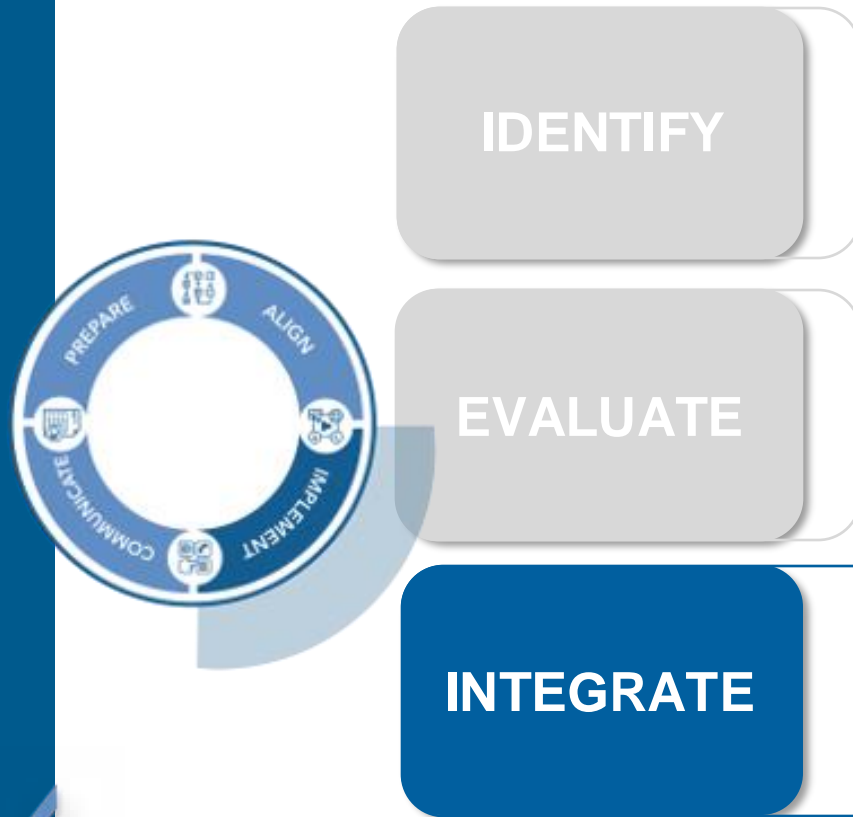 IDENTIFY
PREPARE
ALIGN
EVALUATE
COMMUNICATE
IMPLEMENT
INTEGRATE